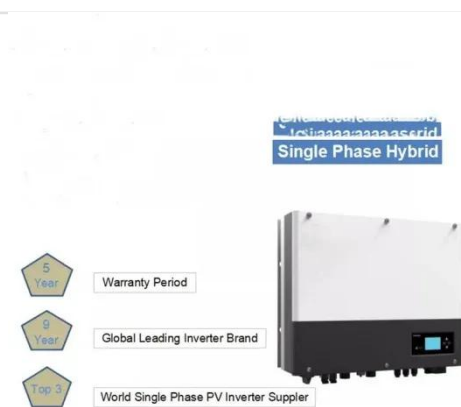 Single Phase Hybrid
5
Year
Warranty Period
9
Year
Global Leading Inverter Brand
Top 3
World Single Phase PV Inverter Suppler